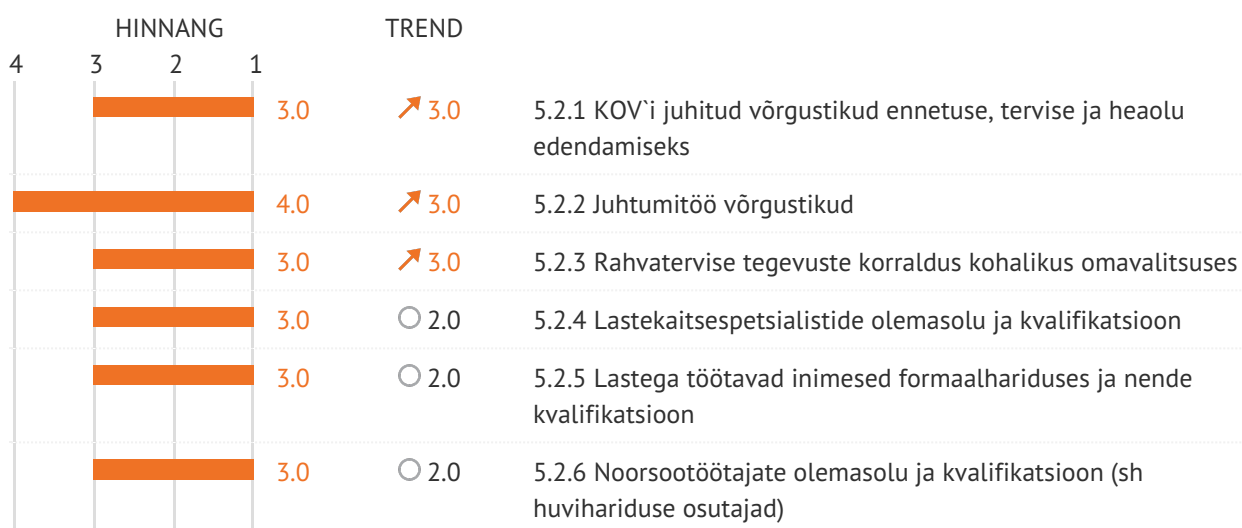 HINNANG TREND
4 3 2 1
3.0 3.0 5.2.1 KOV`i juhitud võrgustikud ennetuse, tervise ja heaolu
edendamiseks
4.0 3.0 5.2.2 Juhtumitöö võrgustikud
3.0 3.0 5.2.3 Rahvatervise tegevuste korraldus kohalikus omavalitsuses
3.0 2.0 5.2.4 Lastekaitsespetsialistide olemasolu ja kvalifikatsioon
3.0 2.0 5.2.5 Lastega töötavad inimesed formaalhariduses ja nende
kvalifikatsioon
3.0 2.0 5.2.6 Noorsootöötajate olemasolu ja kvalifikatsioon (sh
huvihariduse osutajad)